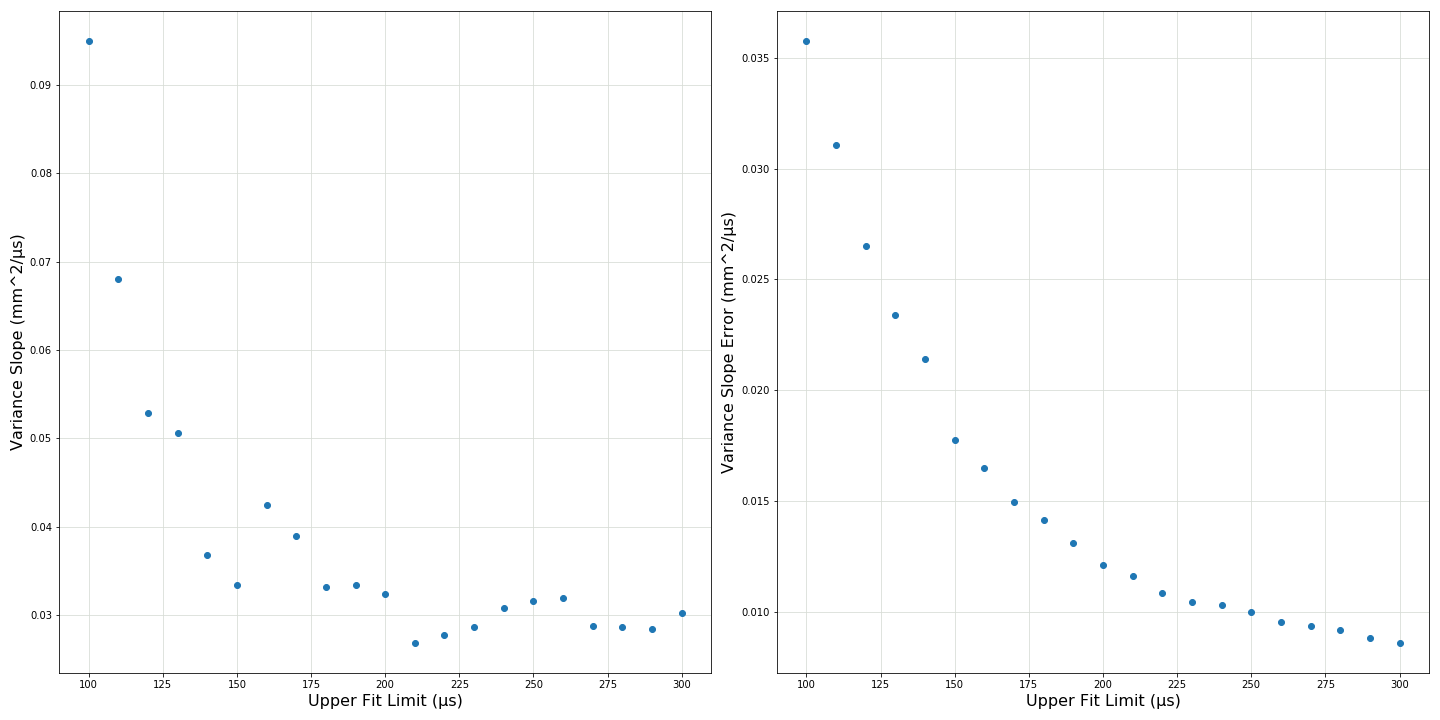 0.09
0.08
0.07
0.06
0.05
0.04
0.03
Variance Slope (mm^2/µs)
100 125 150 175 200 225 250 275 300
Upper Fit Limit (µs)
0.035
0.030
0.025
0.020
0.015
0.010
Variance Slope Error (mm^2/µs)
100 125 150 175 200 225 250 275 300
Upper Fit Limit (µs)